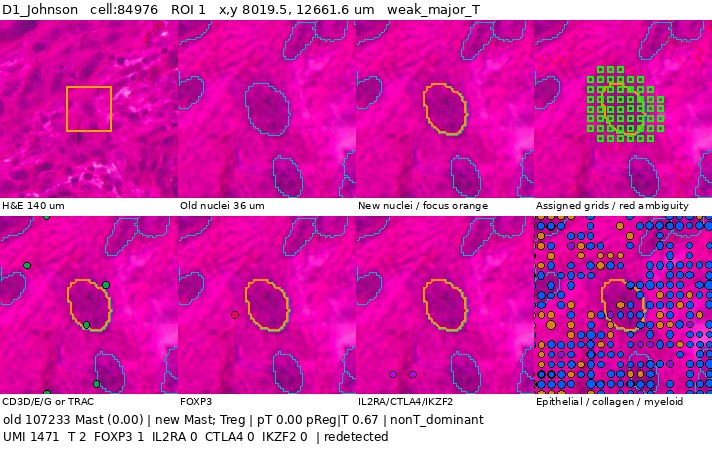 D1_Johnson   cell:84976   ROI 1   x,y 8019.5, 12661.6 um   weak_major_T
H&E 140 um
Old nuclei 36 um
New nuclei / focus orange
Assigned grids / red ambiguity
CD3D/E/G or TRAC
FOXP3
IL2RA/CTLA4/IKZF2
Epithelial / collagen / myeloid
old 107233 Mast (0.00) | new Mast; Treg | pT 0.00 pReg|T 0.67 | nonT_dominant
UMI 1471  T 2  FOXP3 1  IL2RA 0  CTLA4 0  IKZF2 0  | redetected